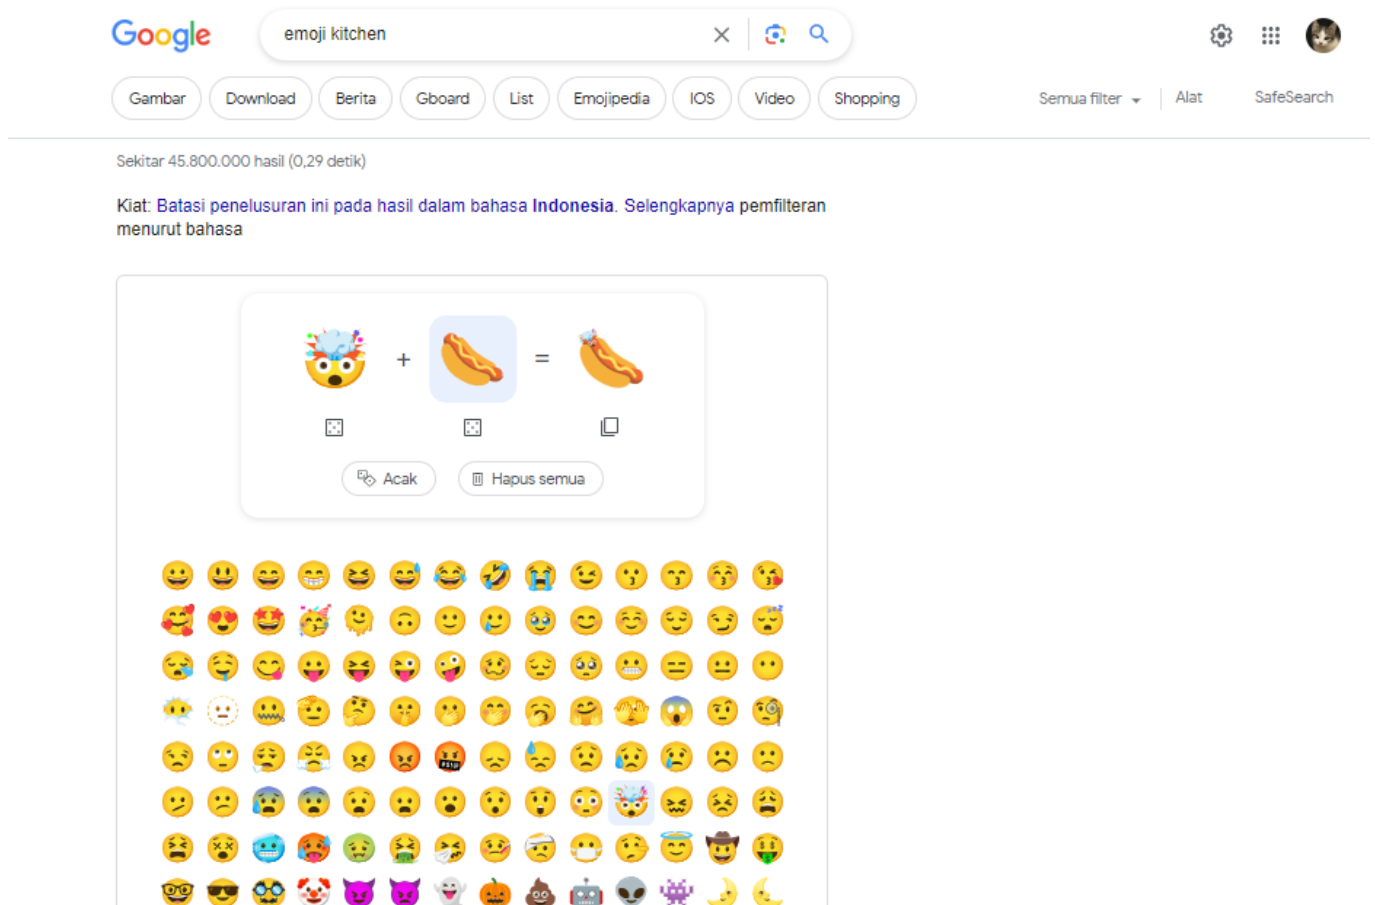 Google
emoji kitchen
Gambar Download Berita Gboard List Emojipedia IOS Video Shopping Semua filter Alat SafeSearch
Sekitar 45.800.000 hasil (0,29 detik)
Kiat: Batasi penelusuran ini pada hasil dalam bahasa Indonesia. Selengkapnya pemfilteran
menurut bahasa
+ =
Acak Hapus semua